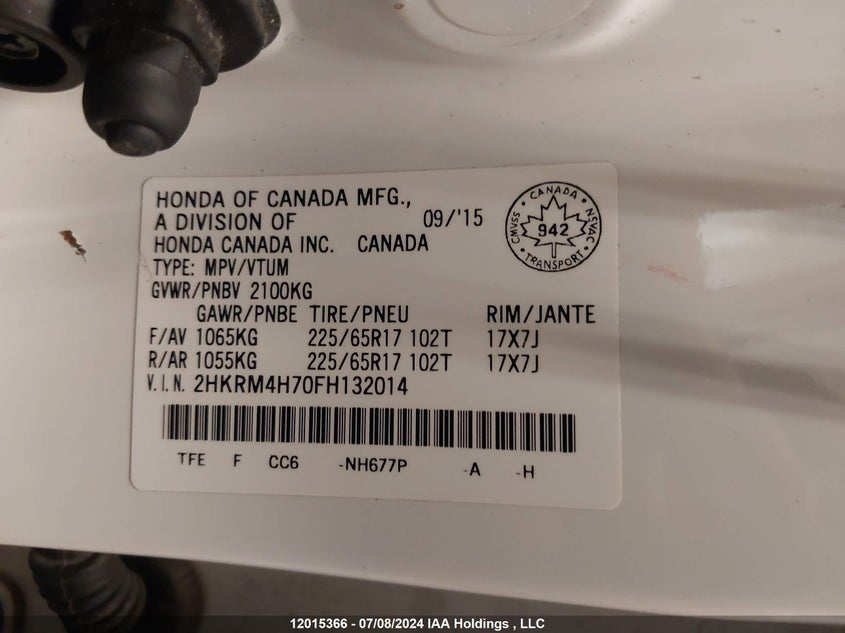 HONDA OF CANADA MFG.,
A DIVISION OF 09/'15
HONDA CANADA INC. CANADA
TYPE: MPV/VTUM
GVWR/PNBV 2100KG
GAWR/PNBE TIRE/PNEU RIM/JANTE
F/AV 1065KG 225/65R17 102T 17X7J
R/AR 1055KG 225/65R17 102T 17X7J
V.I.N. 2HKRM4H70FH132014
TFE F CC6 -NH677P -A -H
CANADA
CMVSS 942 NSVAC
TRANSPORT
12015366 - 07/08/2024 IAA Holdings , LLC